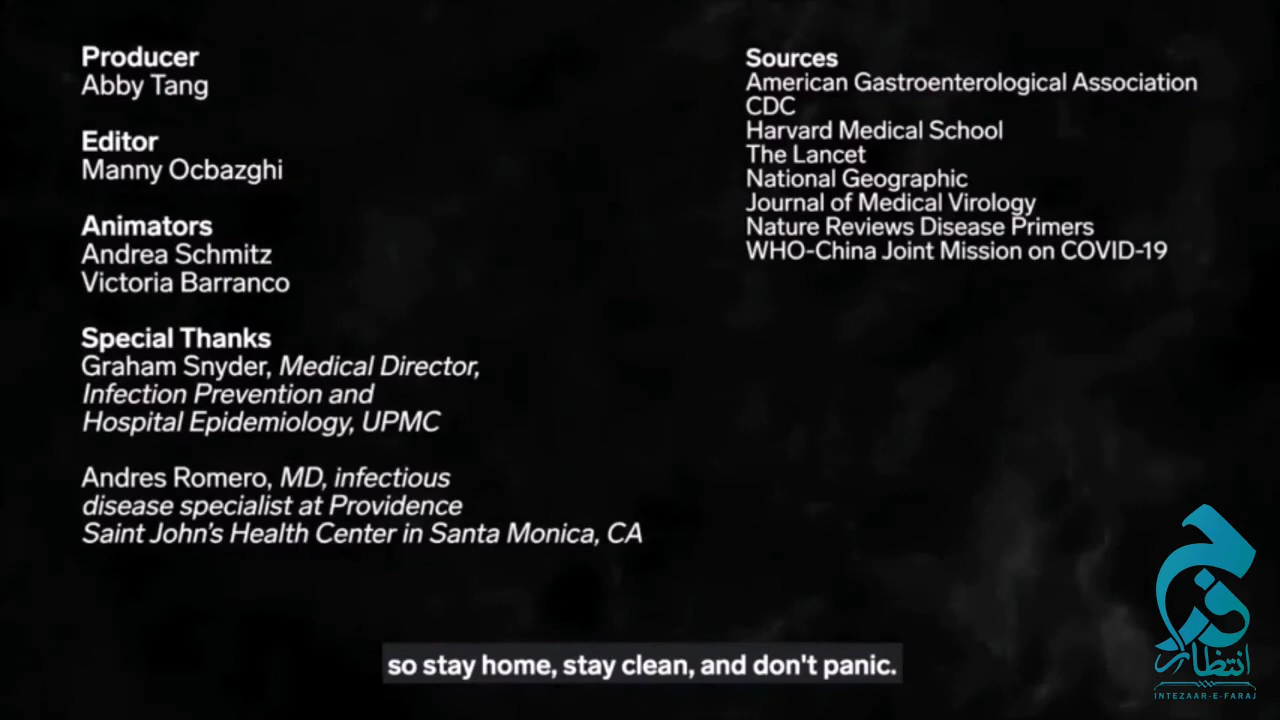 Producer
Abby Tang
Editor
Manny Ocbazghi
Animators
Andrea Schmitz
Victoria Barranco
Special Thanks
Graham Snyder, Medical Director,
Infection Prevention and
Hospital Epidemiology, UPMC
Andres Romero, MD, infectious
disease specialist at Providence
Saint John's Health Center in Santa Monica, CA
Sources
American Gastroenterological Association
CDC
Harvard Medical School
The Lancet
National Geographic
Journal of Medical Virology
Nature Reviews Disease Primers
WHO-China Joint Mission on COVID-19
so stay home, stay clean, and don't panic.
فرج
انتظار
INTEZAAR-E-FARAJ